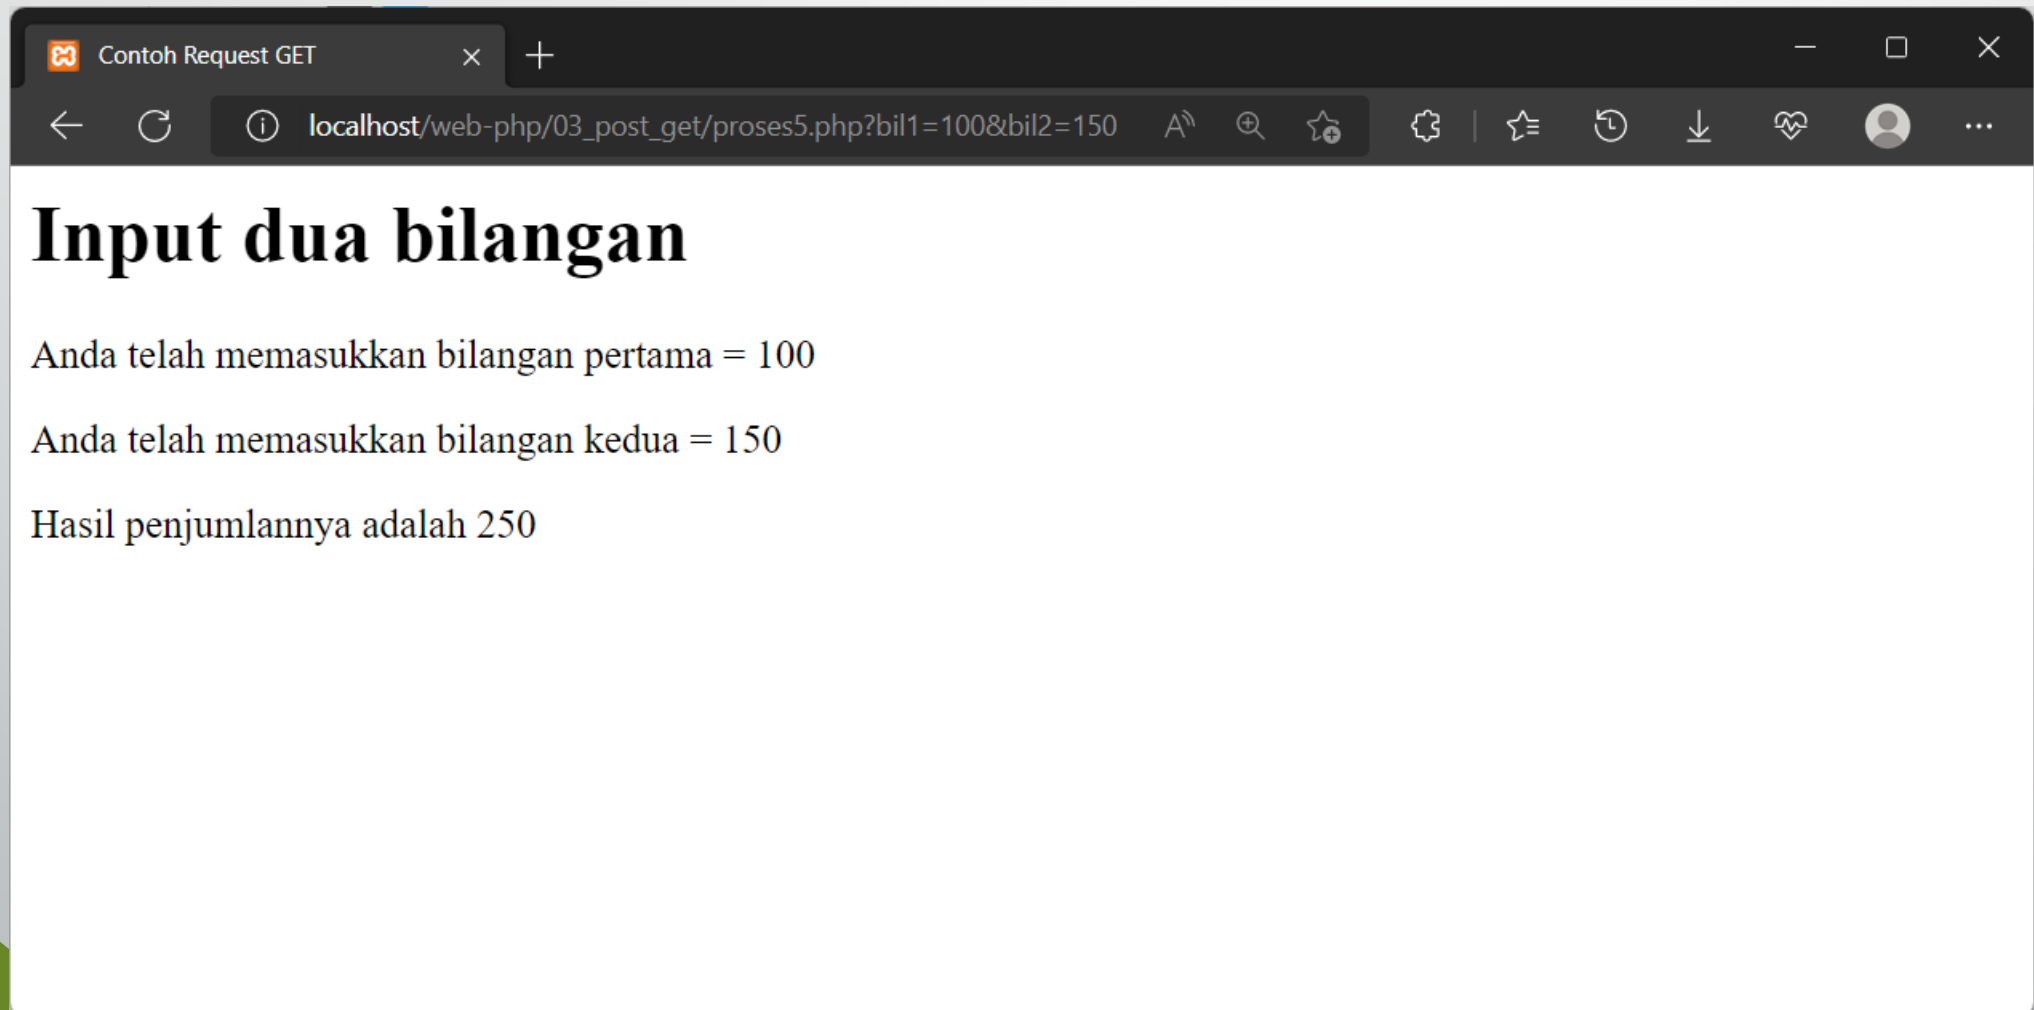 Contoh Request GET
localhost/web-php/03_post_get/proses5.php?bil1=100&bil2=150
Input dua bilangan
Anda telah memasukkan bilangan pertama = 100
Anda telah memasukkan bilangan kedua = 150
Hasil penjumlannya adalah 250